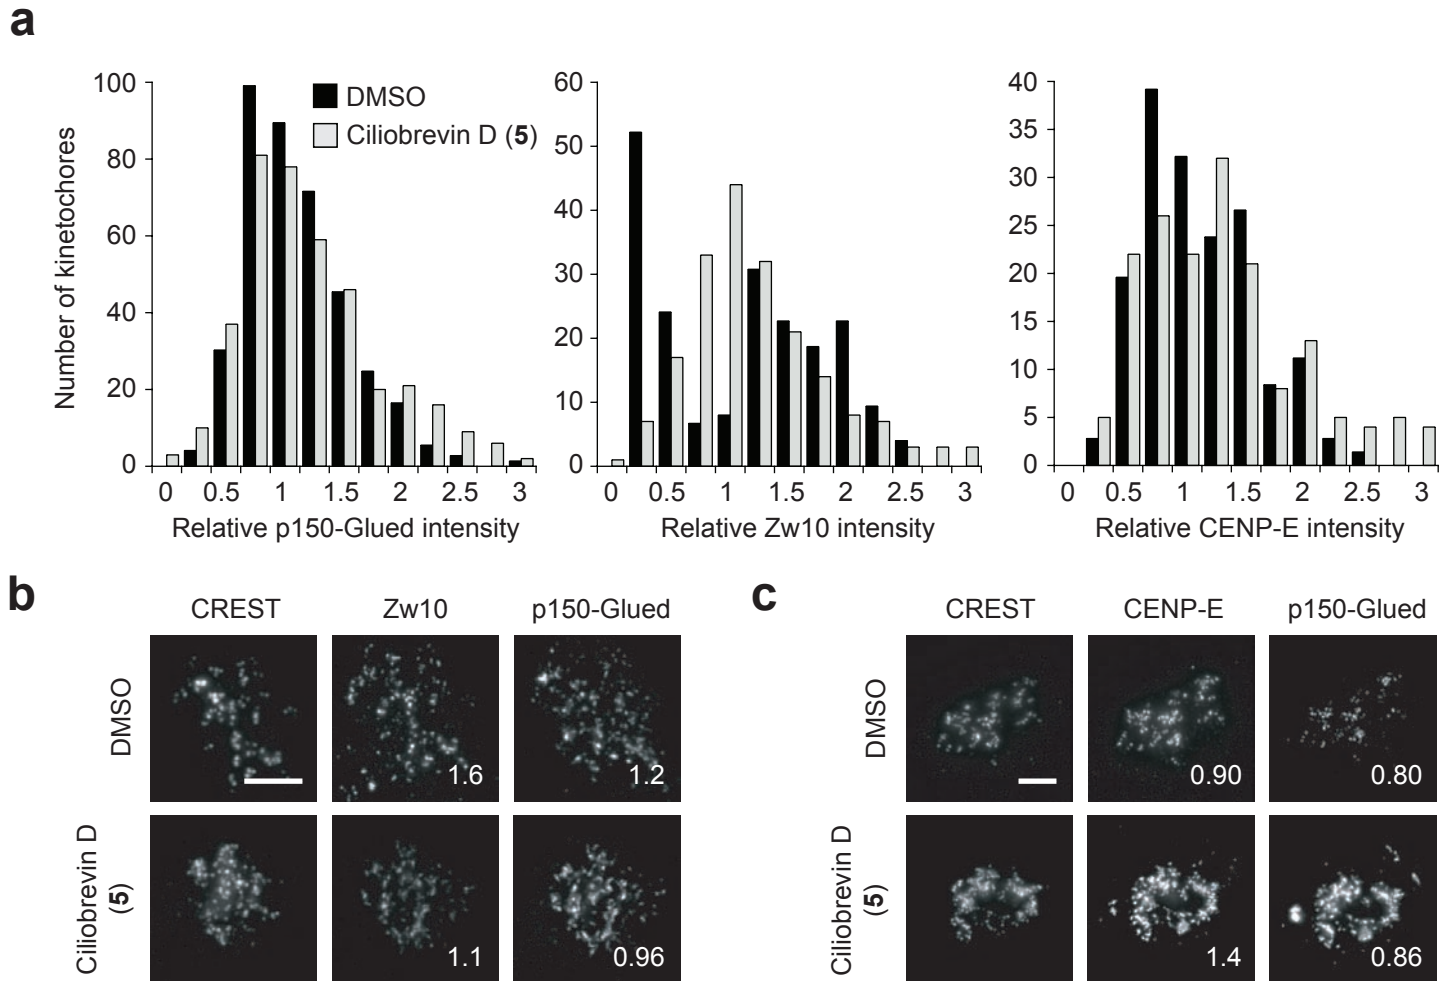 a
Number of kinetochores
100
80
60
40
20
0
DMSO
Ciliobrevin D (5)
0 0.5 1 1.5 2 2.5 3
Relative p150-Glued intensity
60
50
40
30
20
10
0
0 0.5 1 1.5 2 2.5 3
Relative Zw10 intensity
40
35
30
25
20
15
10
5
0
0 0.5 1 1.5 2 2.5 3
Relative CENP-E intensity
b
CREST Zw10 p150-Glued
DMSO
1.6 1.2
Ciliobrevin D
(5)
1.1 0.96
c
CREST CENP-E p150-Glued
DMSO
0.90 0.80
Ciliobrevin D
(5)
1.4 0.86